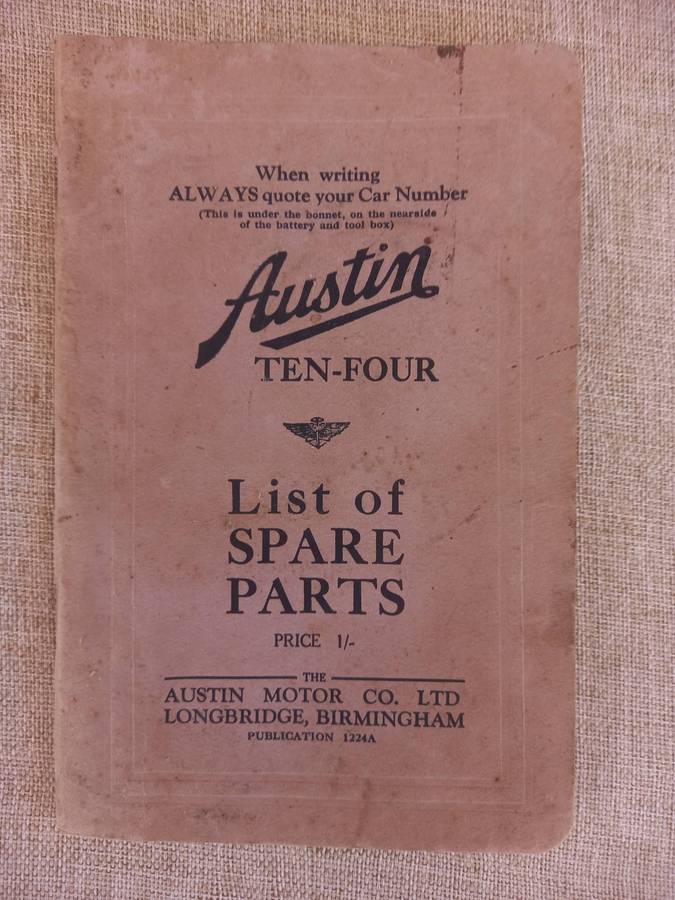 When writing
ALWAYS quote your Car Number
(This is under the bonnet, on the nearside
of the battery and tool box)
Austin
TEN-FOUR
List of
SPARE
PARTS
PRICE 1/-
THE
AUSTIN MOTOR CO. LTD
LONGBRIDGE, BIRMINGHAM
PUBLICATION 1224A